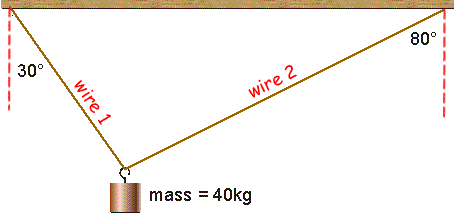 80°
30°
wire 1
wire 2
mass = 40kg